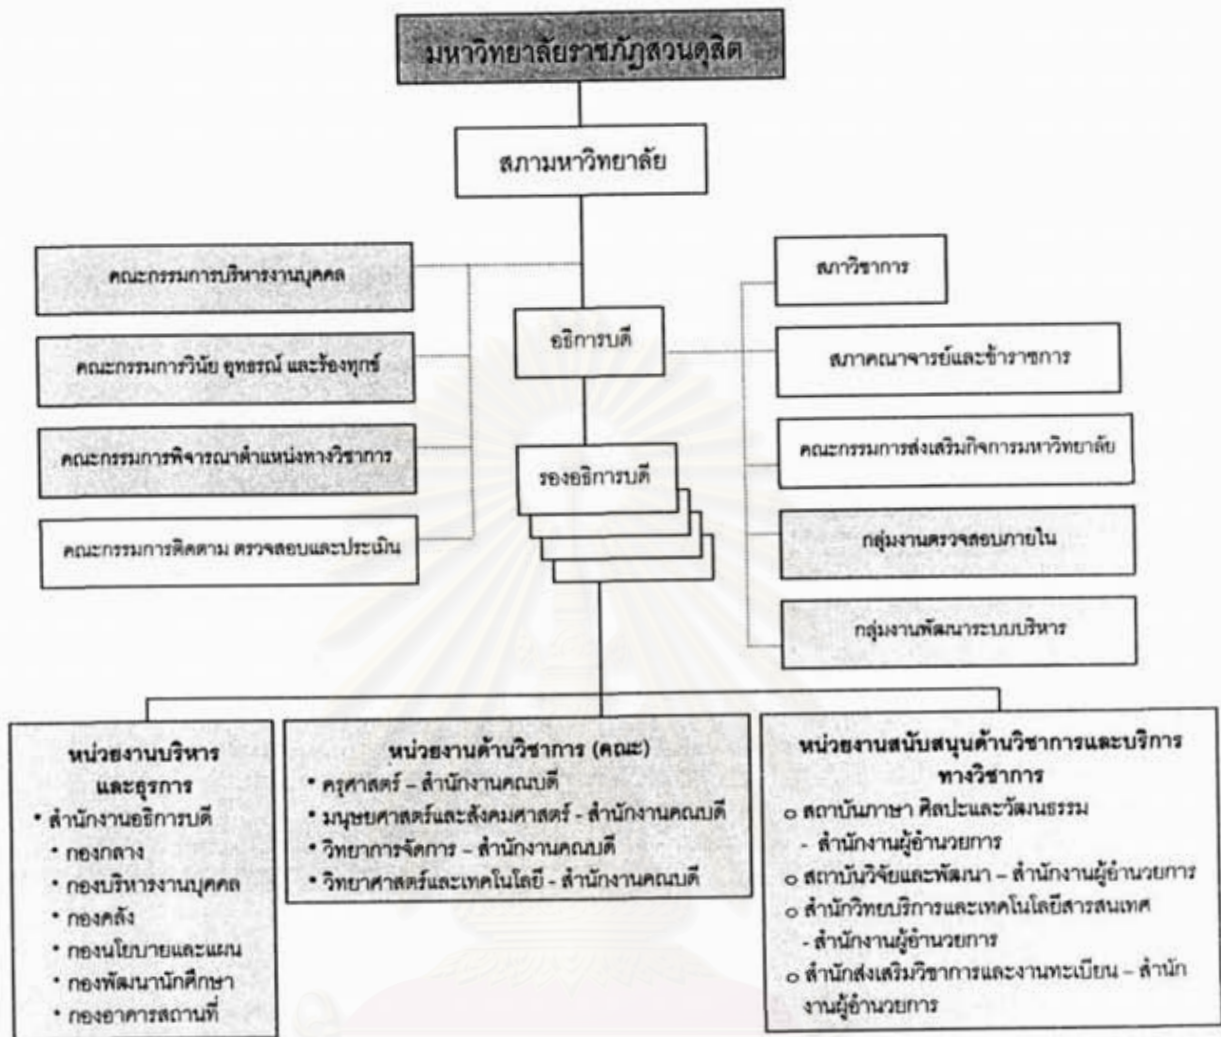 มหาวิทยาลัยราชภัฏสวนดุสิต
สภามหาวิทยาลัย
คณะกรรมการบริหารงานบุคคล
คณะกรรมการวินัย อุทธรณ์ และร้องทุกข์
คณะกรรมการพิจารณาตำแหน่งทางวิชาการ
คณะกรรมการติดตาม ตรวจสอบและประเมิน
อธิการบดี
รองอธิการบดี
สภาวิชาการ
สภาคณาจารย์และข้าราชการ
คณะกรรมการส่งเสริมกิจการมหาวิทยาลัย
กลุ่มงานตรวจสอบภายใน
กลุ่มงานพัฒนาระบบบริหาร
หน่วยงานบริหาร
และธุรการ
* สำนักงานอธิการบดี
* กองกลาง
* กองบริหารงานบุคคล
* กองคลัง
* กองนโยบายและแผน
* กองพัฒนานักศึกษา
* กองอาคารสถานที่
หน่วยงานด้านวิชาการ (คณะ)
* ครุศาสตร์ – สำนักงานคณบดี
* มนุษยศาสตร์และสังคมศาสตร์ - สำนักงานคณบดี
* วิทยาการจัดการ – สำนักงานคณบดี
* วิทยาศาสตร์และเทคโนโลยี - สำนักงานคณบดี
หน่วยงานสนับสนุนด้านวิชาการและบริการ
ทางวิชาการ
o สถาบันภาษา ศิลปะและวัฒนธรรม
- สำนักงานผู้อำนวยการ
o สถาบันวิจัยและพัฒนา – สำนักงานผู้อำนวยการ
o สำนักวิทยบริการและเทคโนโลยีสารสนเทศ
- สำนักงานผู้อำนวยการ
o สำนักส่งเสริมวิชาการและงานทะเบียน – สำนัก
งานผู้อำนวยการ